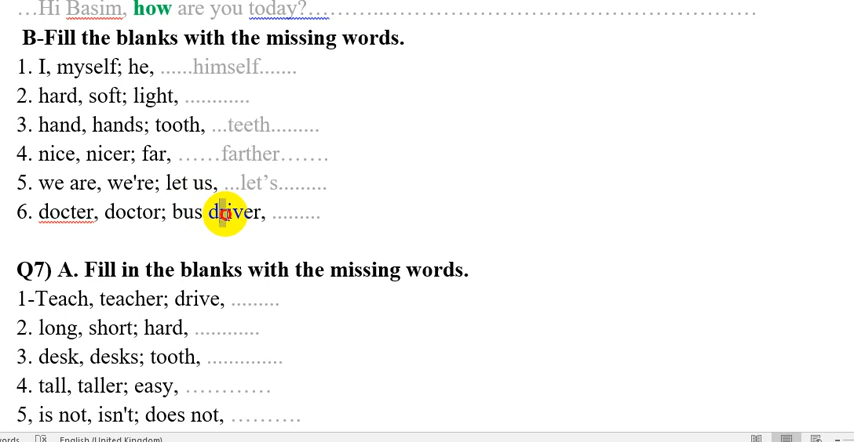 …Hi Basim, how are you today?…………………………………………………………
B-Fill the blanks with the missing words.
1. I, myself; he, ......himself.......
2. hard, soft; light, ............
3. hand, hands; tooth, ...teeth.........
4. nice, nicer; far, ……farther…….
5. we are, we're; let us, ...let’s.........
6. docter, doctor; bus driver, .........
Q7) A. Fill in the blanks with the missing words.
1-Teach, teacher; drive, .........
2. long, short; hard, ............
3. desk, desks; tooth, ..............
4. tall, taller; easy, …………
5, is not, isn't; does not, ……….
English (United Kingdom)